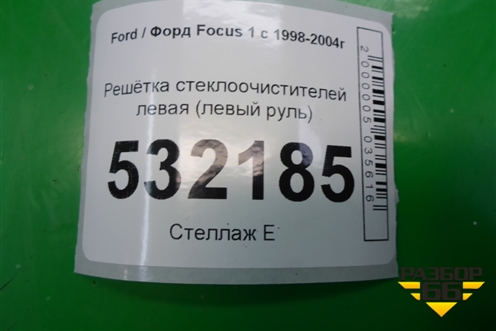 Ford / Форд Focus 1 с 1998-2004г
Решётка стеклоочистителей
левая (левый руль)
532185
Стеллаж Е
2000005035616
РАЗБОР
66